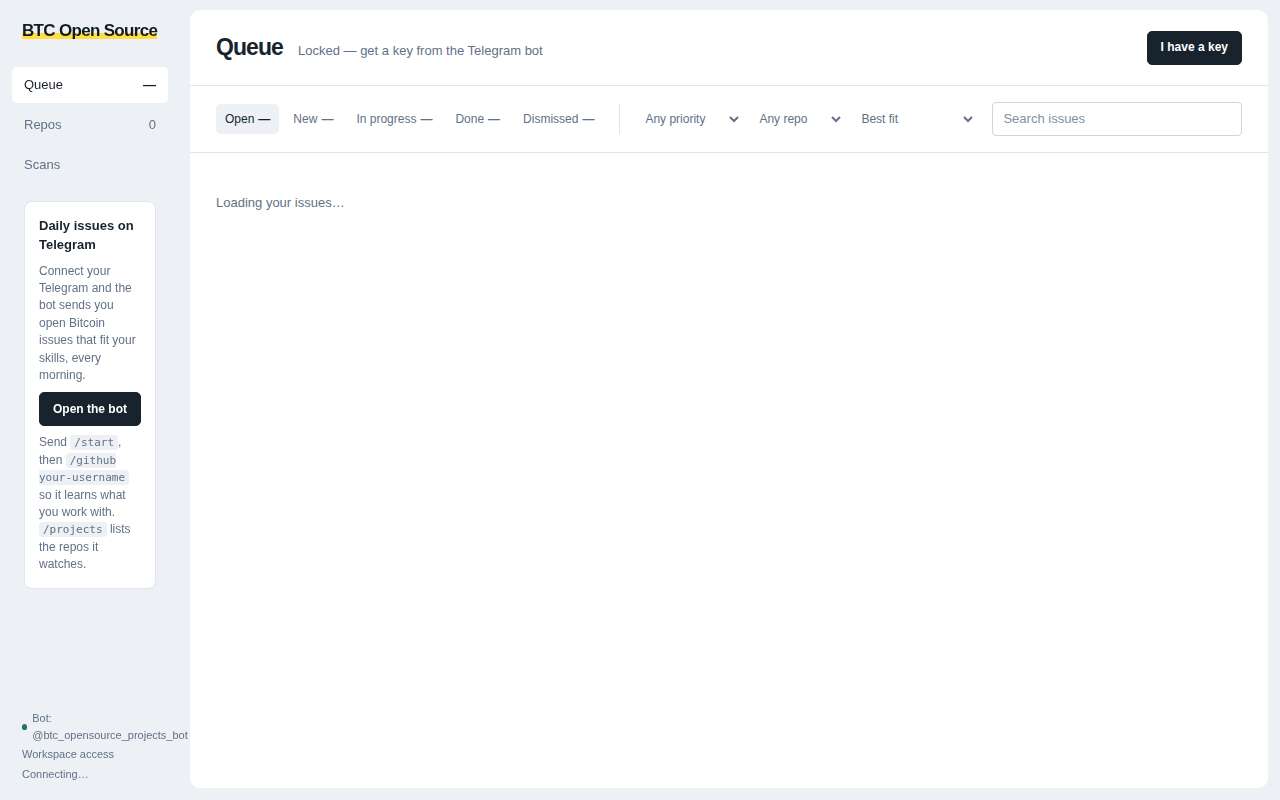 BTC Open Source
Queue —
Repos 0
Scans
Daily issues on
Telegram
Connect your
Telegram and the
bot sends you
open Bitcoin
issues that fit your
skills, every
morning.
Open the bot
Send /start,
then /github
your-username
so it learns what
you work with.
/projects lists
the repos it
watches.
Bot:
@btc_opensource_projects_bot
Workspace access
Connecting…
Queue Locked — get a key from the Telegram bot I have a key
Open — New — In progress — Done — Dismissed — Any priority Any repo Best fit Search issues
Loading your issues…